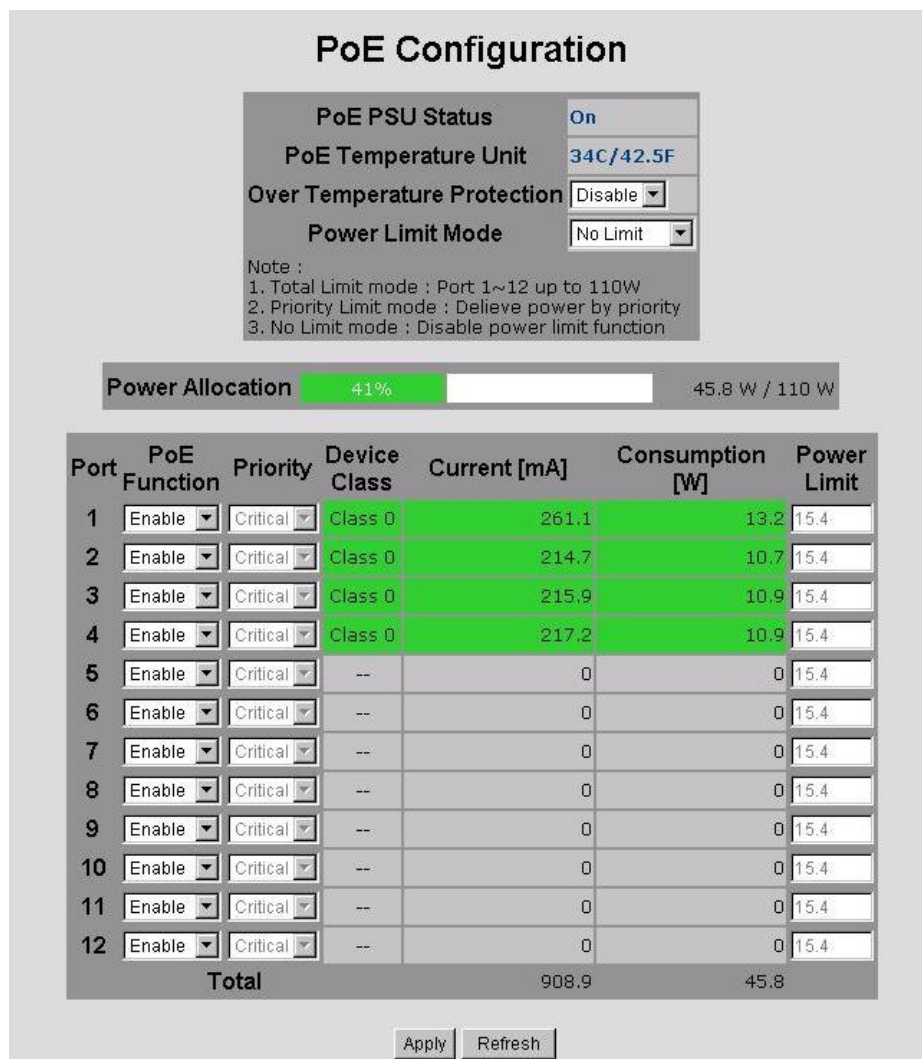 PoE Configuration
PoE PSU Status On
PoE Temperature Unit 34C/42.5F
Over Temperature Protection Disable
Power Limit Mode No Limit
Note :
1. Total Limit mode : Port 1~12 up to 110W
2. Priority Limit mode : Delieve power by priority
3. No Limit mode : Disable power limit function
Power Allocation 41% 45.8 W / 110 W
Port PoE Function Priority Device Class Current [mA] Consumption [W] Power Limit
1 Enable Critical Class 0 261.1 13.2 15.4
2 Enable Critical Class 0 214.7 10.7 15.4
3 Enable Critical Class 0 215.9 10.9 15.4
4 Enable Critical Class 0 217.2 10.9 15.4
5 Enable Critical -- 0 0 15.4
6 Enable Critical -- 0 0 15.4
7 Enable Critical -- 0 0 15.4
8 Enable Critical -- 0 0 15.4
9 Enable Critical -- 0 0 15.4
10 Enable Critical -- 0 0 15.4
11 Enable Critical -- 0 0 15.4
12 Enable Critical -- 0 0 15.4
Total 908.9 45.8
Apply Refresh